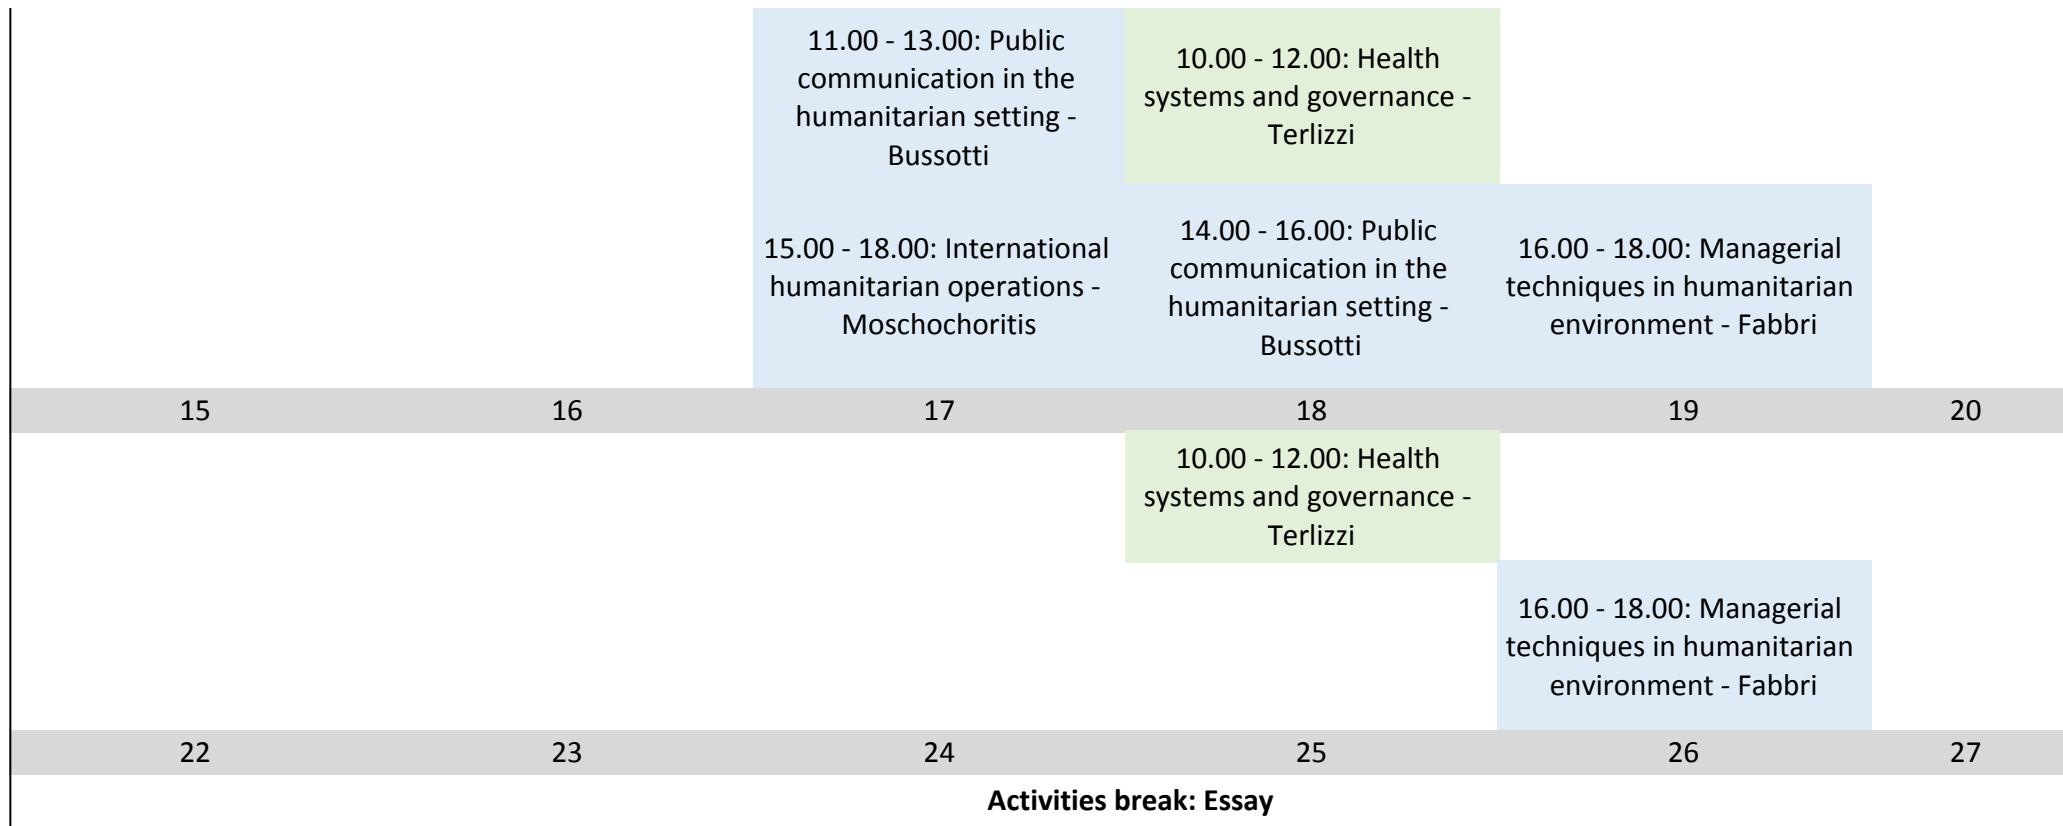 11.00 - 13.00: Public
communication in the
humanitarian setting -
Bussotti
10.00 - 12.00: Health
systems and governance -
Terlizzi
15.00 - 18.00: International
humanitarian operations -
Moschochoritis
14.00 - 16.00: Public
communication in the
humanitarian setting -
Bussotti
16.00 - 18.00: Managerial
techniques in humanitarian
environment - Fabbri
15 16 17 18 19 20
10.00 - 12.00: Health
systems and governance -
Terlizzi
16.00 - 18.00: Managerial
techniques in humanitarian
environment - Fabbri
22 23 24 25 26 27
Activities break: Essay